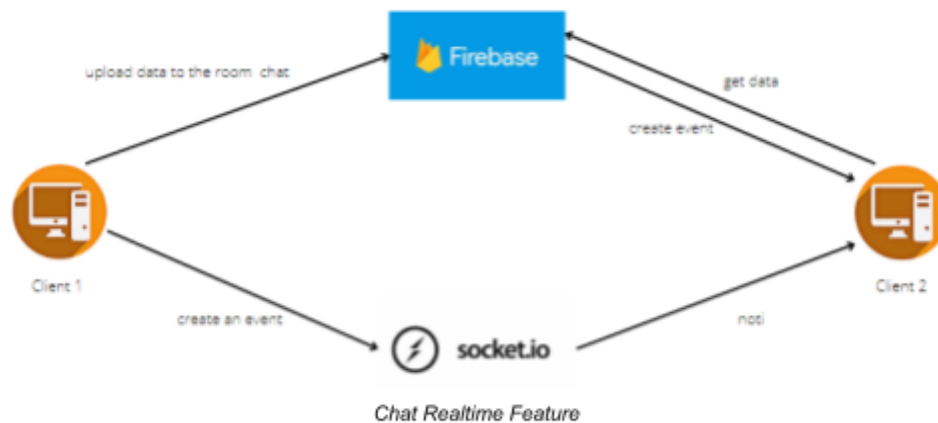 Firebase
upload data to the room chat
get data
create event
Client 1
Client 2
create an event
noti
socket.io
Chat Realtime Feature